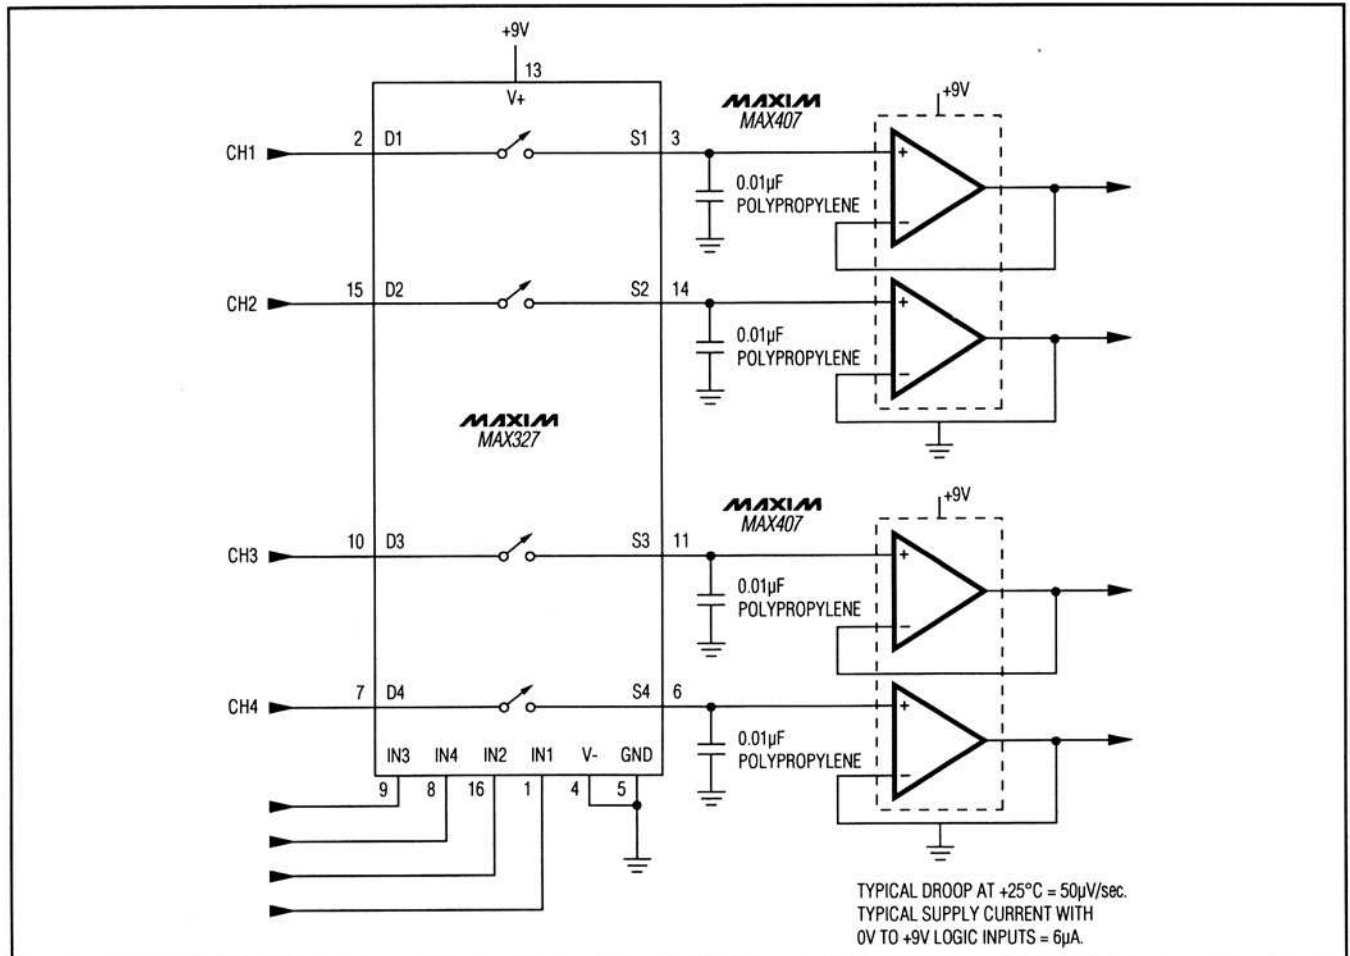 +9V
13
V+
MAXIM
MAX407
+9V
CH1
2
D1
S1
3
+
0.01µF
POLYPROPYLENE
−
CH2
15
D2
S2
14
+
0.01µF
POLYPROPYLENE
−
MAXIM
MAX327
MAXIM
MAX407
+9V
CH3
10
D3
S3
11
+
0.01µF
POLYPROPYLENE
−
CH4
7
D4
S4
6
+
0.01µF
POLYPROPYLENE
−
IN3 IN4 IN2 IN1 V- GND
9 8 16 1 4 5
TYPICAL DROOP AT +25°C = 50µV/sec.
TYPICAL SUPPLY CURRENT WITH
0V TO +9V LOGIC INPUTS = 6µA.